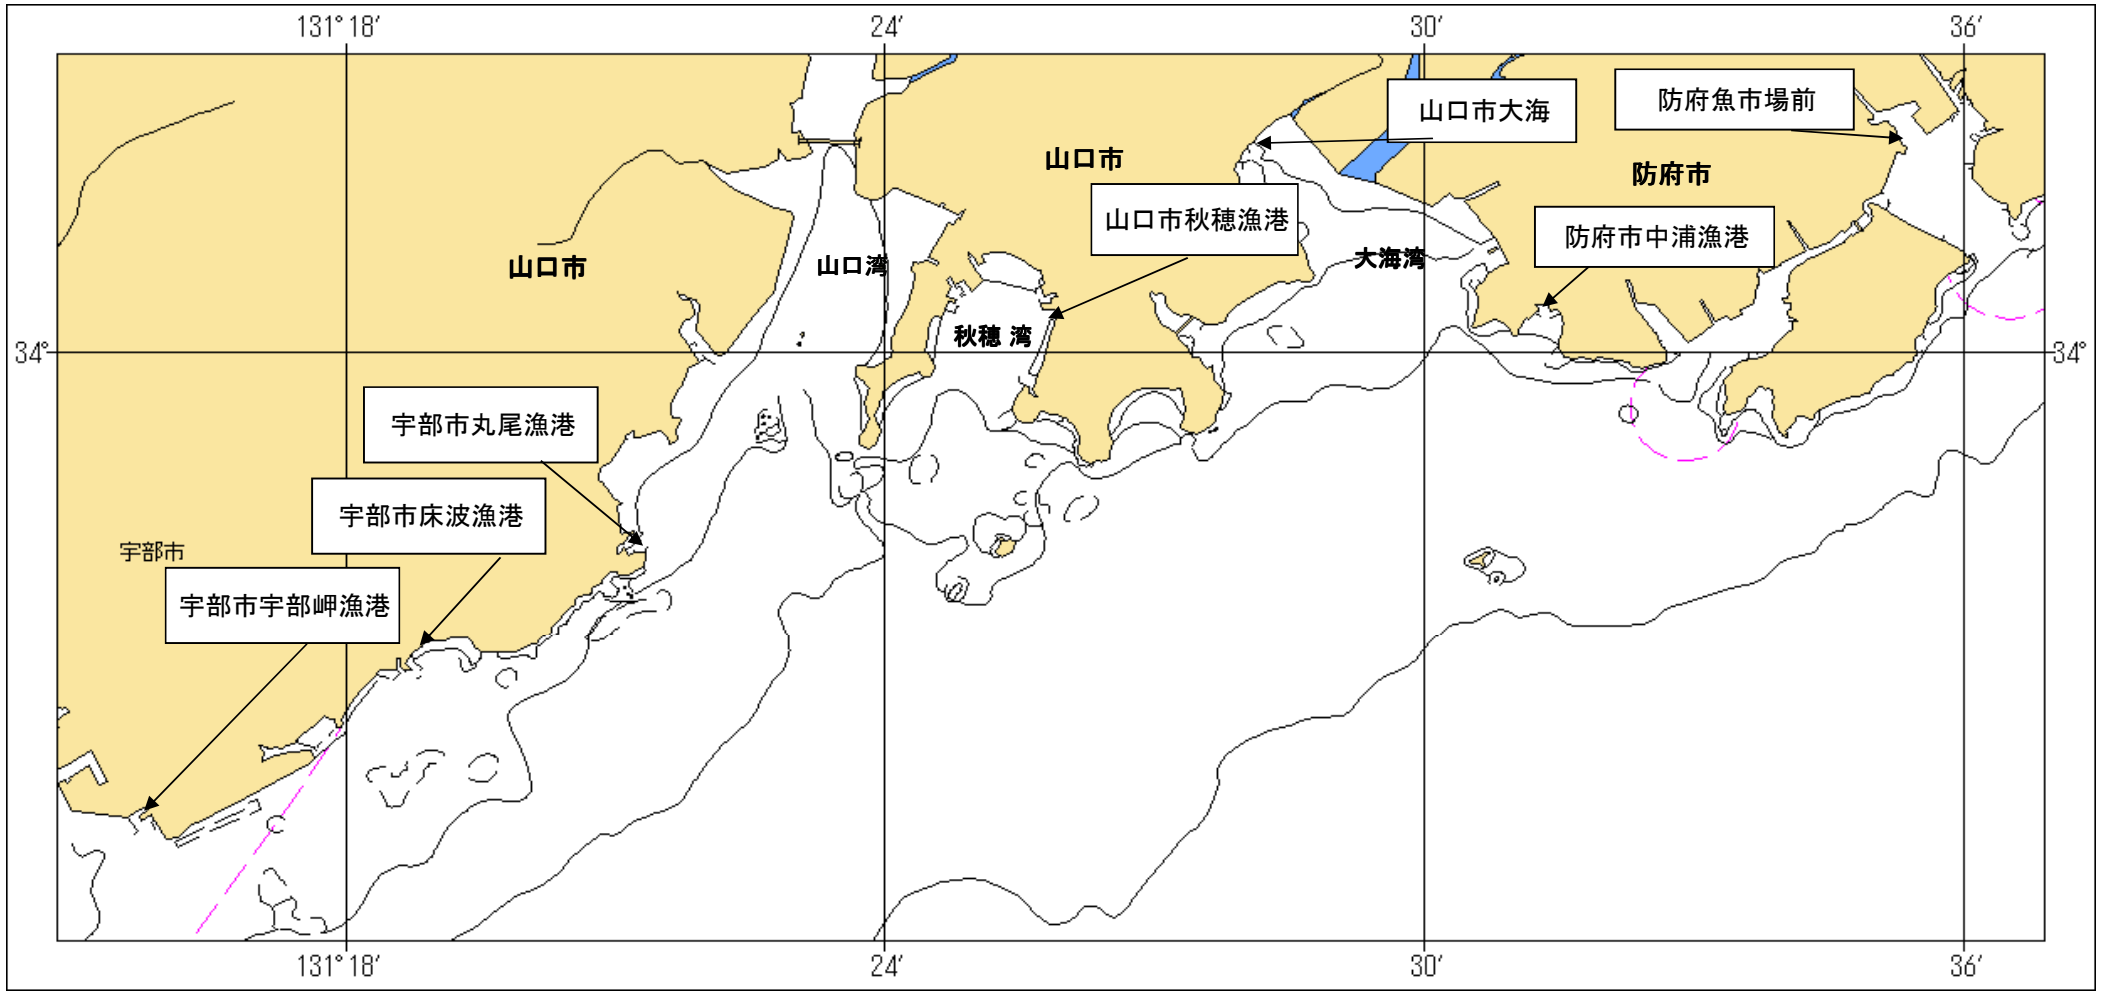 131°18′
24′
30′
36′
山口市大海
防府魚市場前
山口市
防府市
山口市秋穂漁港
防府市中浦漁港
山口市
山口湾
大海湾
秋穂 湾
34°
34°
宇部市丸尾漁港
宇部市床波漁港
宇部市
宇部市宇部岬漁港
131°18′
24′
30′
36′